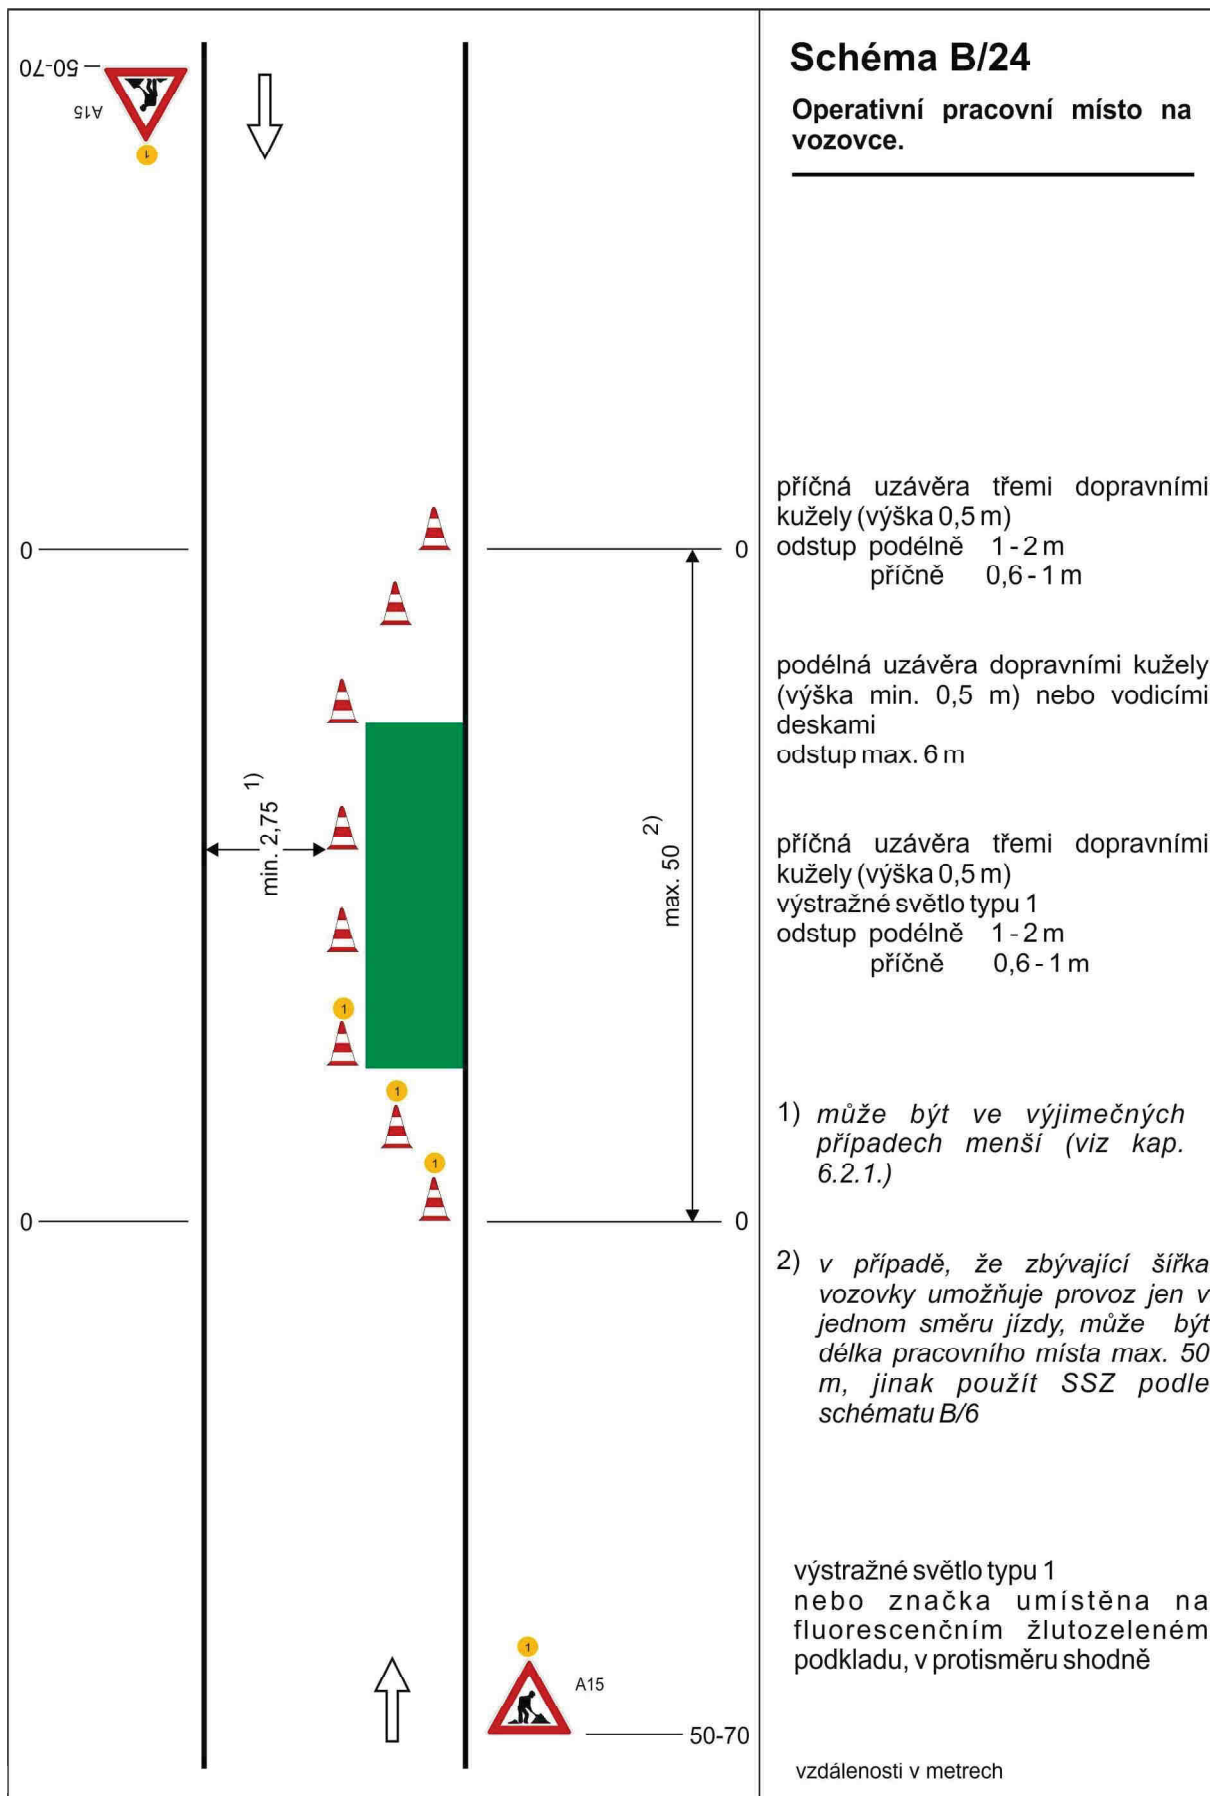 Schéma B/24
Operativní pracovní místo na
vozovce.
50-70
A15
1
0
0
příčná uzávěra třemi dopravními
kužely (výška 0,5 m)
odstup podélně 1 - 2 m
příčně 0,6 - 1 m
podélná uzávěra dopravními kužely
(výška min. 0,5 m) nebo vodicími
deskami
odstup max. 6 m
min. 2,75 1)
max. 50 2)
příčná uzávěra třemi dopravními
kužely (výška 0,5 m)
výstražné světlo typu 1
odstup podélně 1 - 2 m
příčně 0,6 - 1 m
1
1
1
0
0
1) může být ve výjimečných
případech menší (viz kap.
6.2.1.)
2) v případě, že zbývající šířka
vozovky umožňuje provoz jen v
jednom směru jízdy, může být
délka pracovního místa max. 50
m, jinak použít SSZ podle
schématu B/6
výstražné světlo typu 1
nebo značka umístěna na
fluorescenčním žlutozeleném
podkladu, v protisměru shodně
1
A15
50-70
vzdálenosti v metrech